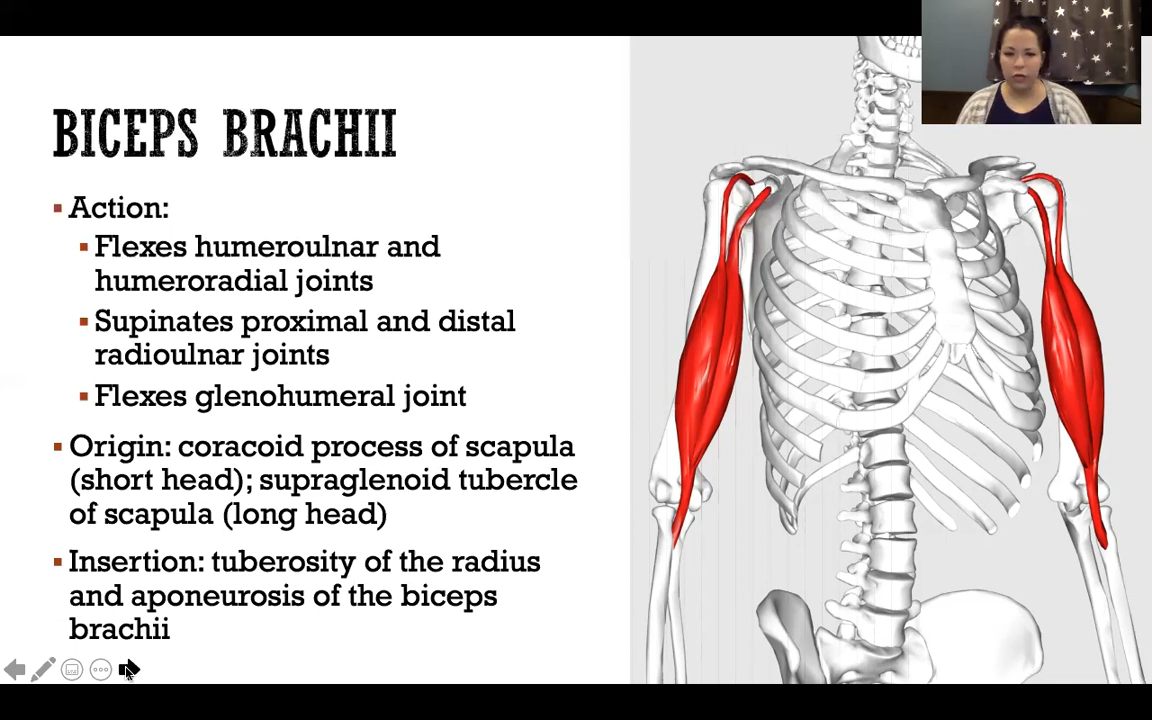 BICEPS BRACHII
▪ Action:
▪ Flexes humeroulnar and
humeroradial joints
▪ Supinates proximal and distal
radioulnar joints
▪ Flexes glenohumeral joint
▪ Origin: coracoid process of scapula
(short head); supraglenoid tubercle
of scapula (long head)
▪ Insertion: tuberosity of the radius
and aponeurosis of the biceps
brachii